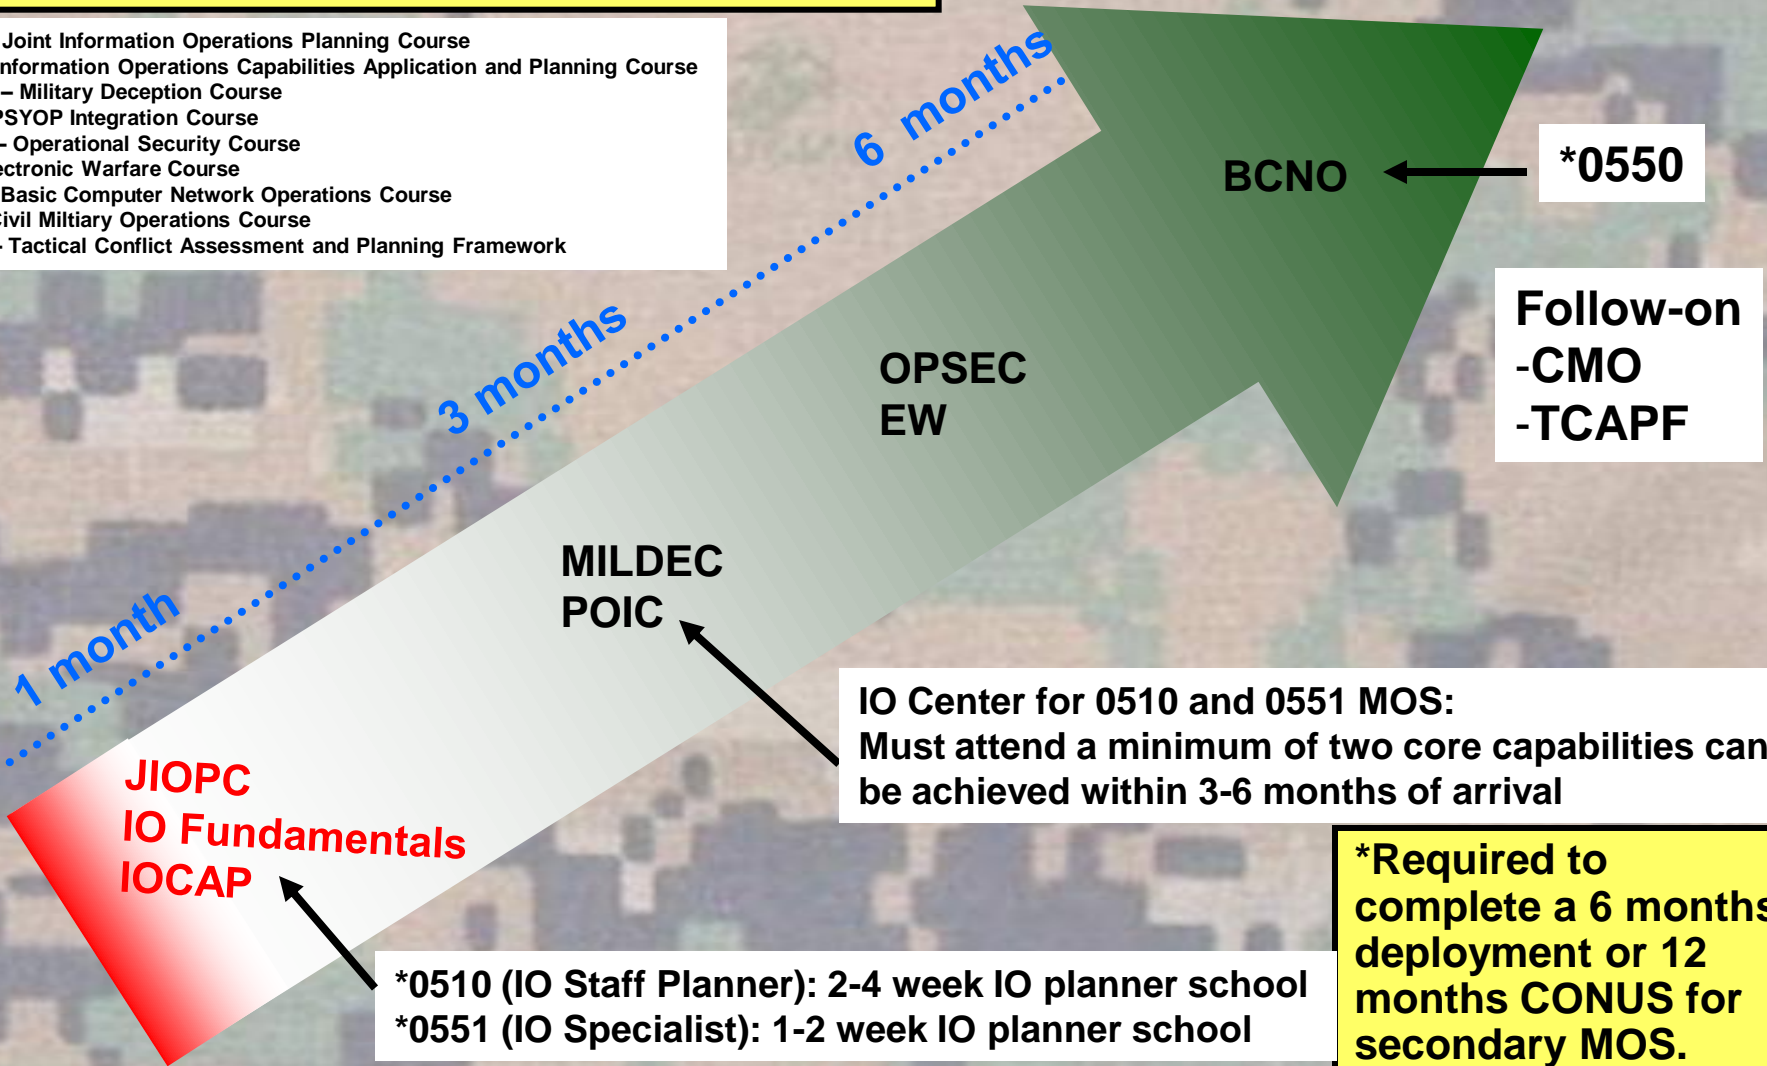 Joint Information Operations Planning Course
Information Operations Capabilities Application and Planning Course
– Military Deception Course
PSYOP Integration Course
- Operational Security Course
ectronic Warfare Course
Basic Computer Network Operations Course
Civil Miltiary Operations Course
- Tactical Conflict Assessment and Planning Framework
6 months
BCNO
*0550
Follow-on
-CMO
-TCAPF
3 months
OPSEC
EW
MILDEC
POIC
1 month
IO Center for 0510 and 0551 MOS:
Must attend a minimum of two core capabilities can
be achieved within 3-6 months of arrival
JIOPC
IO Fundamentals
IOCAP
*0510 (IO Staff Planner): 2-4 week IO planner school
*0551 (IO Specialist): 1-2 week IO planner school
*Required to
complete a 6 months
deployment or 12
months CONUS for
secondary MOS.